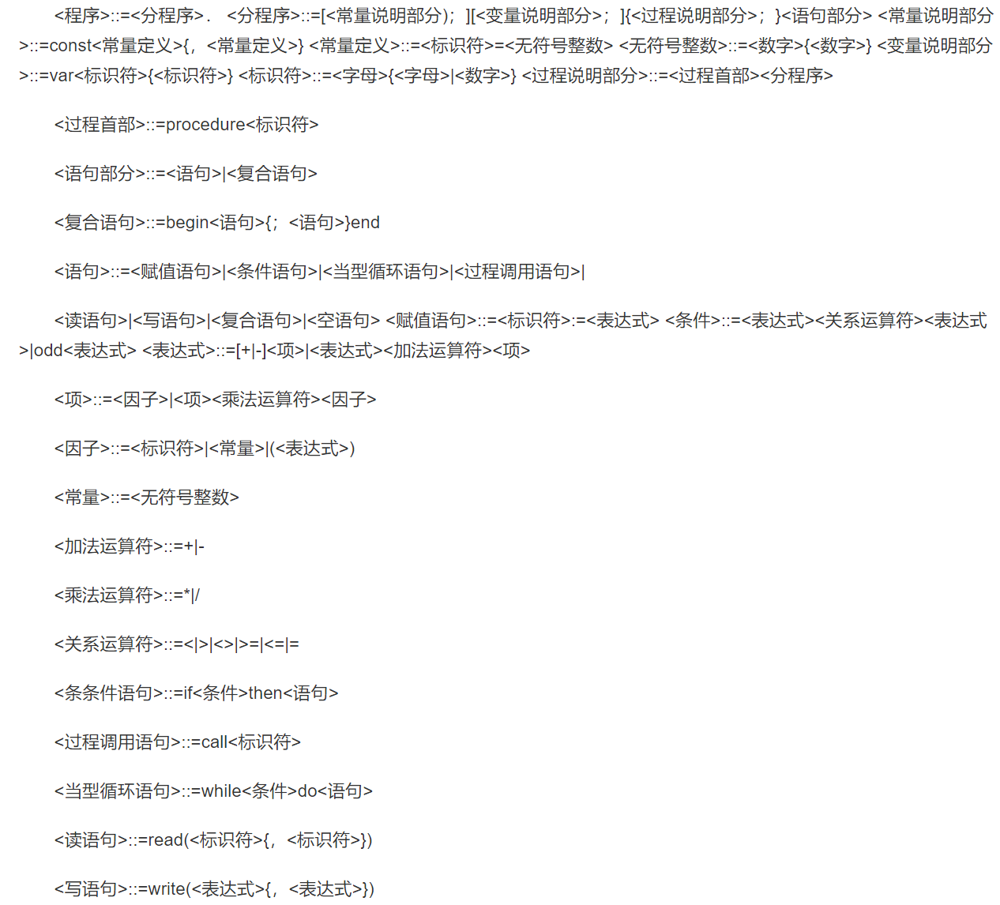 <程序>::=<分程序>． <分程序>::=[<常量说明部分)；][<变量说明部分>；]{<过程说明部分>；}<语句部分> <常量说明部分
>::=const<常量定义>{，<常量定义>} <常量定义>::=<标识符>=<无符号整数> <无符号整数>::=<数字>{<数字>} <变量说明部分
>::=var<标识符>{<标识符>} <标识符>::=<字母>{<字母>|<数字>} <过程说明部分>::=<过程首部><分程序>
<过程首部>::=procedure<标识符>
<语句部分>::=<语句>|<复合语句>
<复合语句>::=begin<语句>{；<语句>}end
<语句>::=<赋值语句>|<条件语句>|<当型循环语句>|<过程调用语句>|
<读语句>|<写语句>|<复合语句>|<空语句> <赋值语句>::=<标识符>:=<表达式> <条件>::=<表达式><关系运算符><表达式
>|odd<表达式> <表达式>::=[+|-]<项>|<表达式><加法运算符><项>
<项>::=<因子>|<项><乘法运算符><因子>
<因子>::=<标识符>|<常量>|(<表达式>)
<常量>::=<无符号整数>
<加法运算符>::=+|-
<乘法运算符>::=*|/
<关系运算符>::=<|>|<>|>=|<=|=
<条条件语句>::=if<条件>then<语句>
<过程调用语句>::=call<标识符>
<当型循环语句>::=while<条件>do<语句>
<读语句>::=read(<标识符>{，<标识符>})
<写语句>::=write(<表达式>{，<表达式>})